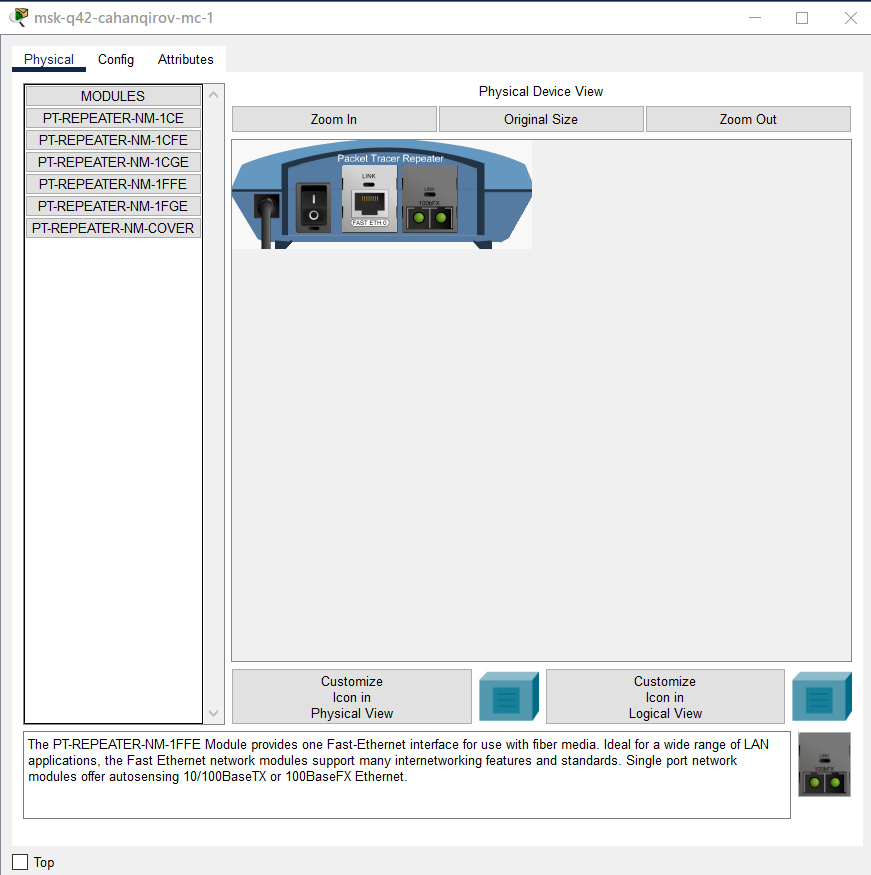 msk-q42-cahanqirov-mc-1
Physical
Config
Attributes
MODULES
PT-REPEATER-NM-1CE
PT-REPEATER-NM-1CFE
PT-REPEATER-NM-1CGE
PT-REPEATER-NM-1FFE
PT-REPEATER-NM-1FGE
PT-REPEATER-NM-COVER
Physical Device View
Zoom In
Original Size
Zoom Out
Packet Tracer Repeater
LINK
FAST ETH 0
LINK
100bFX
Customize
Icon in
Physical View
Customize
Icon in
Logical View
The PT-REPEATER-NM-1FFE Module provides one Fast-Ethernet interface for use with fiber media. Ideal for a wide range of LAN
applications, the Fast Ethernet network modules support many internetworking features and standards. Single port network
modules offer autosensing 10/100BaseTX or 100BaseFX Ethernet.
LINK
100bFX
Top